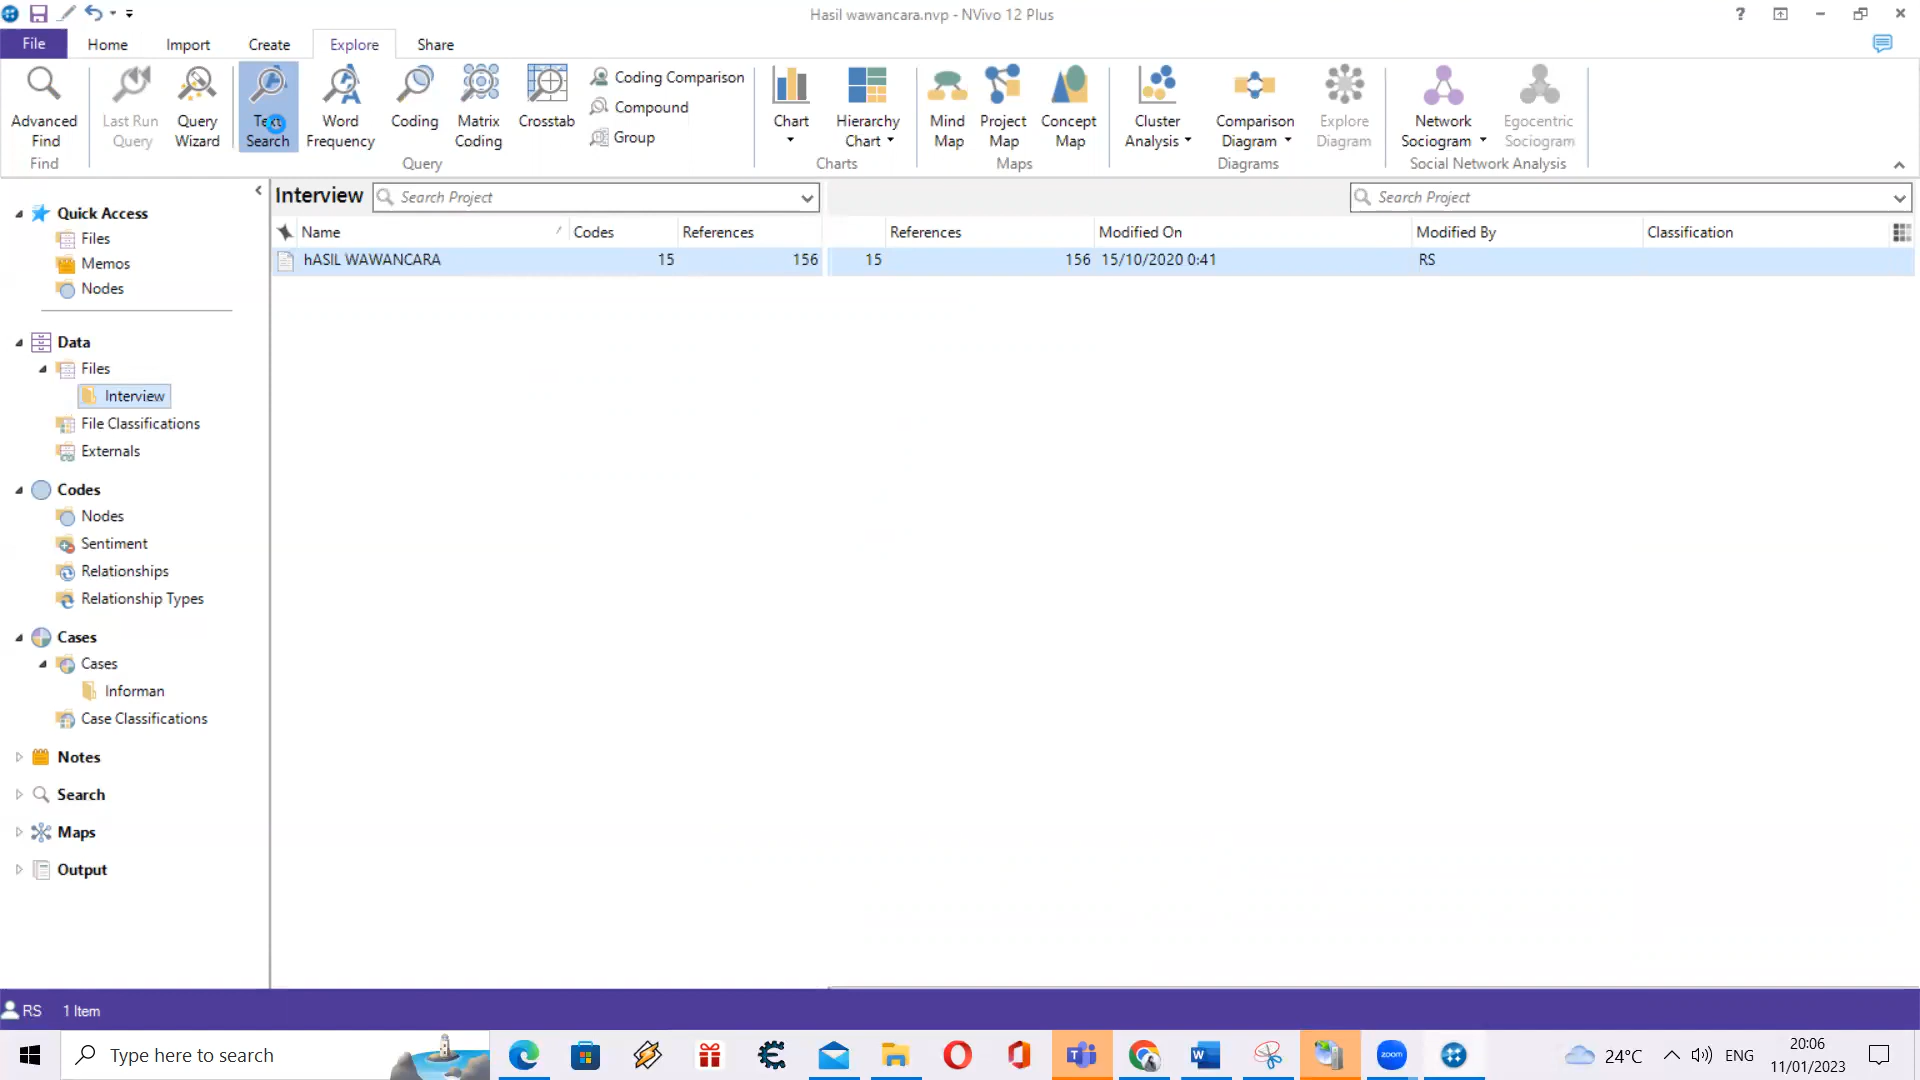 Hasil wawancara.nvp - NVivo 12 Plus
?
File Home Import Create Explore Share
Advanced Find
Last Run Query
Query Wizard
Text Search
Word Frequency
Coding
Matrix Coding
Crosstab
Coding Comparison
Compound
Group
Chart
Hierarchy Chart
Mind Map
Project Map
Concept Map
Cluster Analysis
Comparison Diagram
Explore Diagram
Network Sociogram
Egocentric Sociogram
Find Query Charts Maps Diagrams Social Network Analysis
Interview Search Project Search Project
Name Codes References References Modified On Modified By Classification
hASIL WAWANCARA 15 156 15 156 15/10/2020 0:41 RS
Quick Access
Files
Memos
Nodes
Data
Files
Interview
File Classifications
Externals
Codes
Nodes
Sentiment
Relationships
Relationship Types
Cases
Cases
Informan
Case Classifications
Notes
Search
Maps
Output
RS 1 Item
Type here to search
zoom
24°C
ENG
20:06
11/01/2023